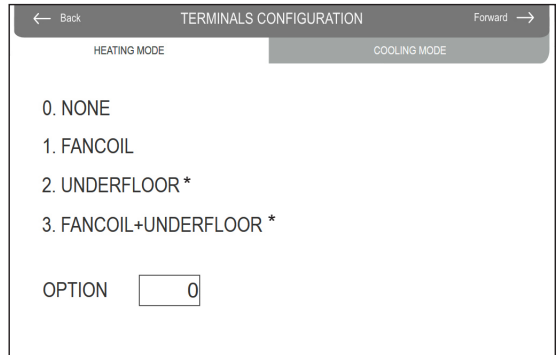 ← Back TERMINALS CONFIGURATION Forward →
HEATING MODE COOLING MODE
0. NONE
1. FANCOIL
2. UNDERFLOOR *
3. FANCOIL+UNDERFLOOR *
OPTION 0